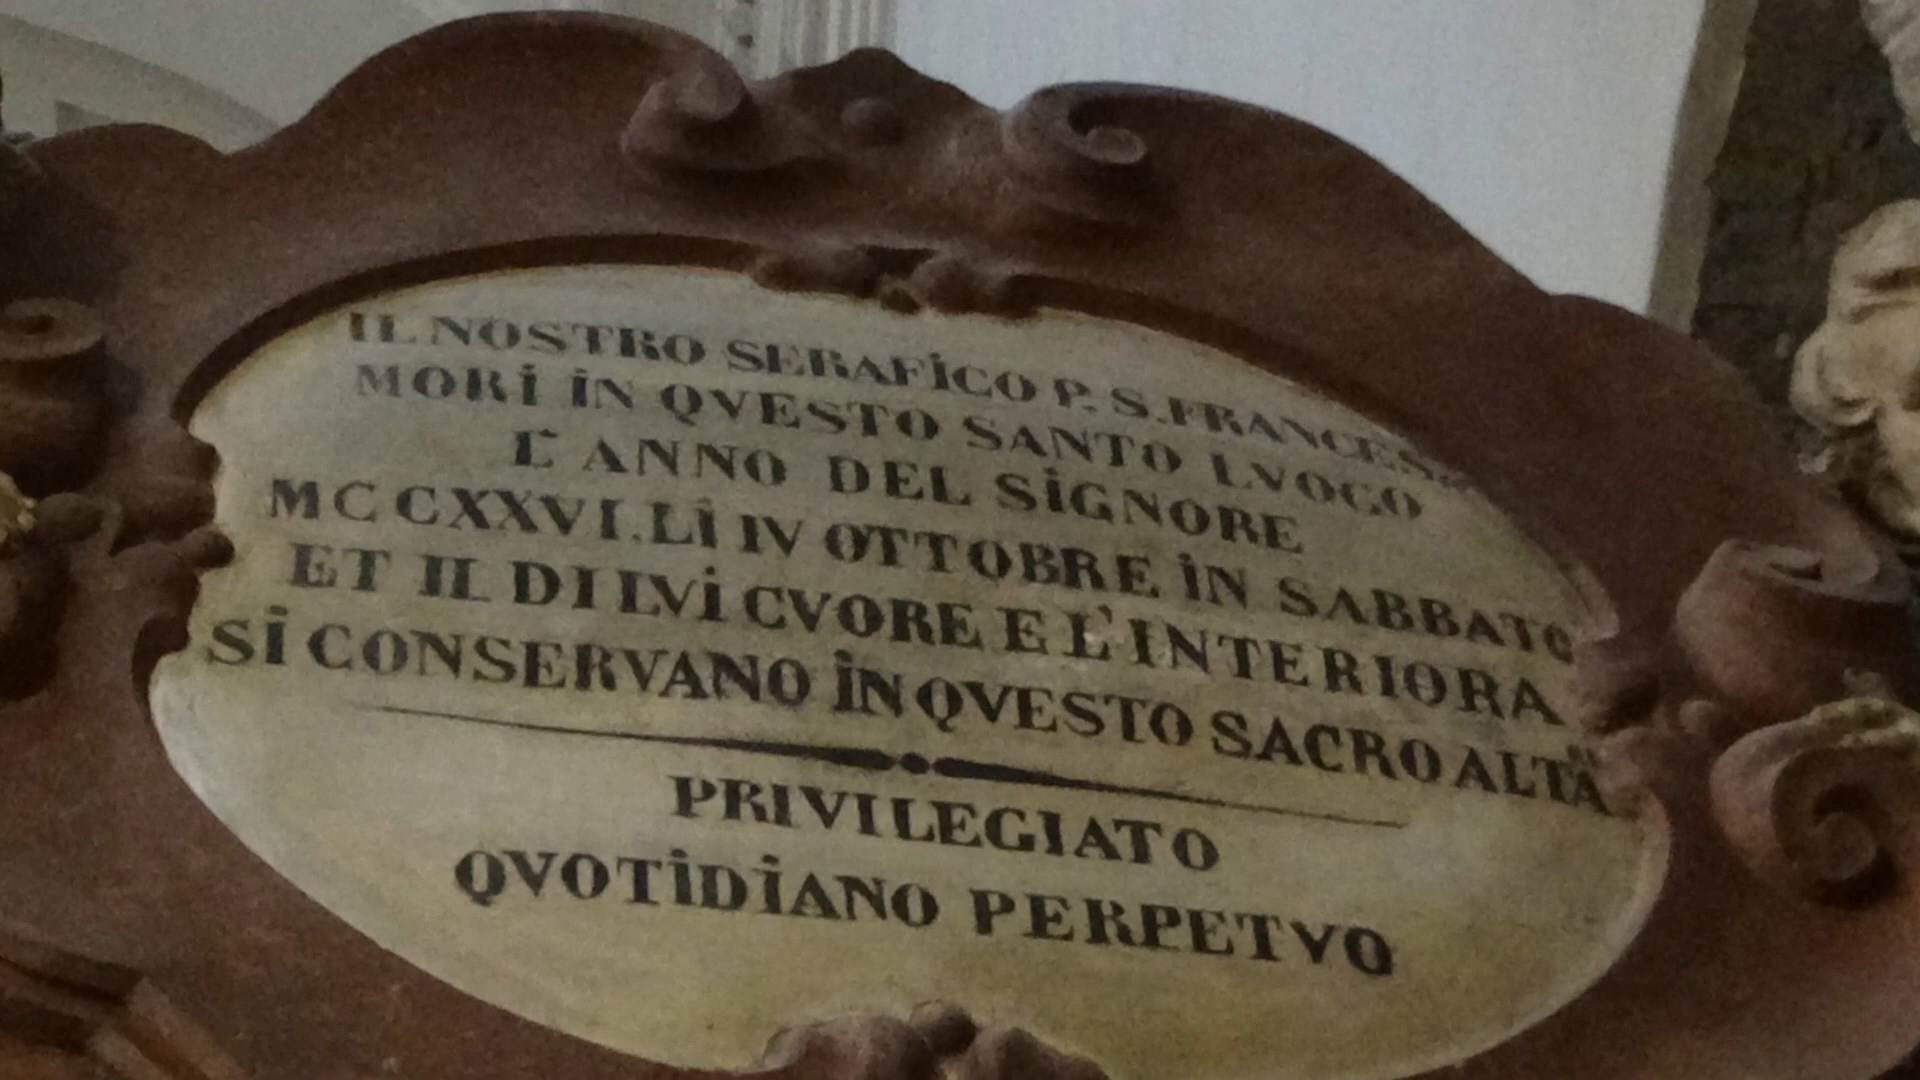 IL NOSTRO SERAFICO P. S. FRANCESCO
MORI IN QVESTO SANTO LVOGO
L'ANNO DEL SIGNORE
MCCXXVI. LI IV OTTOBRE IN SABBATO
ET IL DI LVI CVORE E L'INTERIORA
SI CONSERVANO IN QVESTO SACRO ALTA
PRIVILEGIATO
QVOTIDIANO PERPETVO